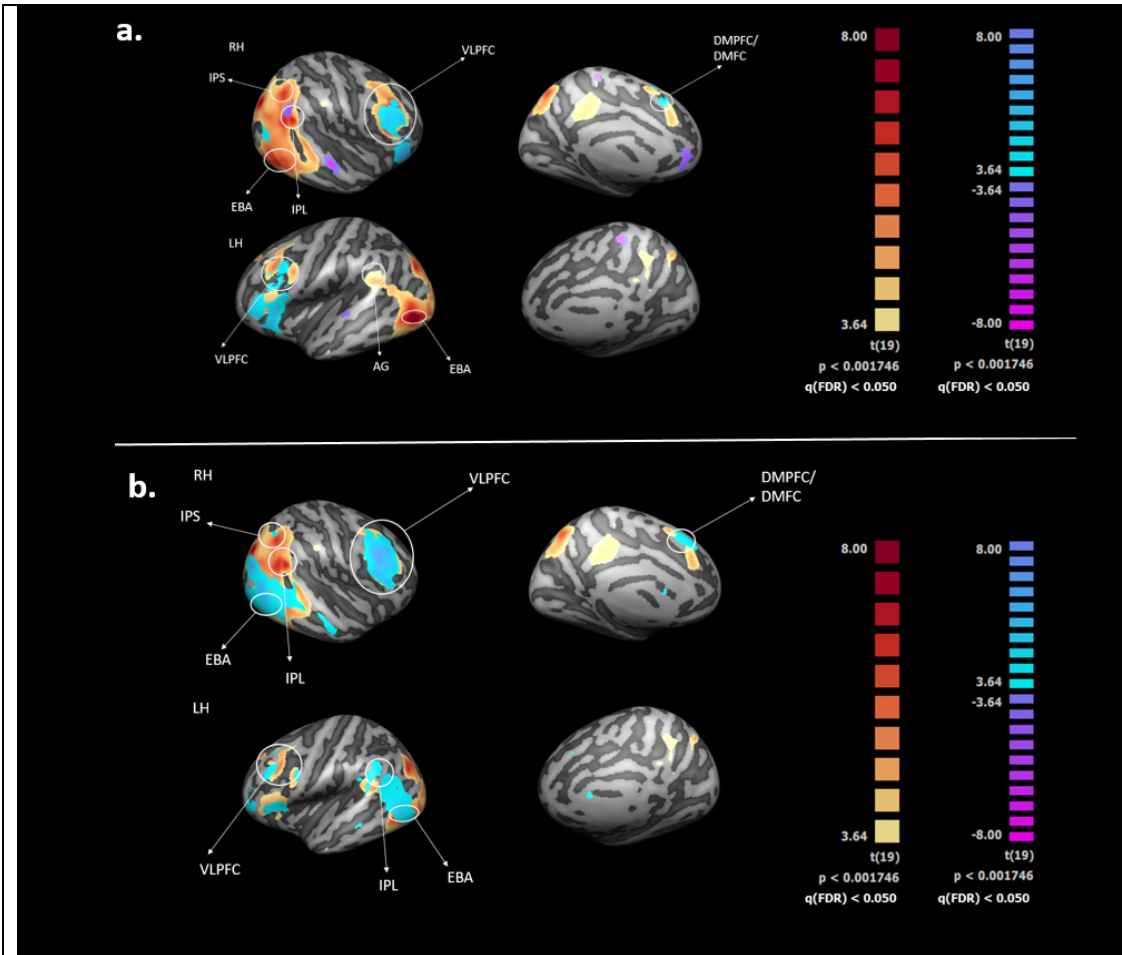 a.
RH
VLPFC
IPS
EBA
IPL
DMPFC/
DMFC
LH
VLPFC
AG
EBA
8.00
3.64
t(19)
p < 0.001746
q(FDR) < 0.050
8.00
3.64
-3.64
-8.00
t(19)
p < 0.001746
q(FDR) < 0.050
b.
RH
VLPFC
IPS
EBA
IPL
DMPFC/
DMFC
LH
VLPFC
IPL
EBA
8.00
3.64
t(19)
p < 0.001746
q(FDR) < 0.050
8.00
3.64
-3.64
-8.00
t(19)
p < 0.001746
q(FDR) < 0.050